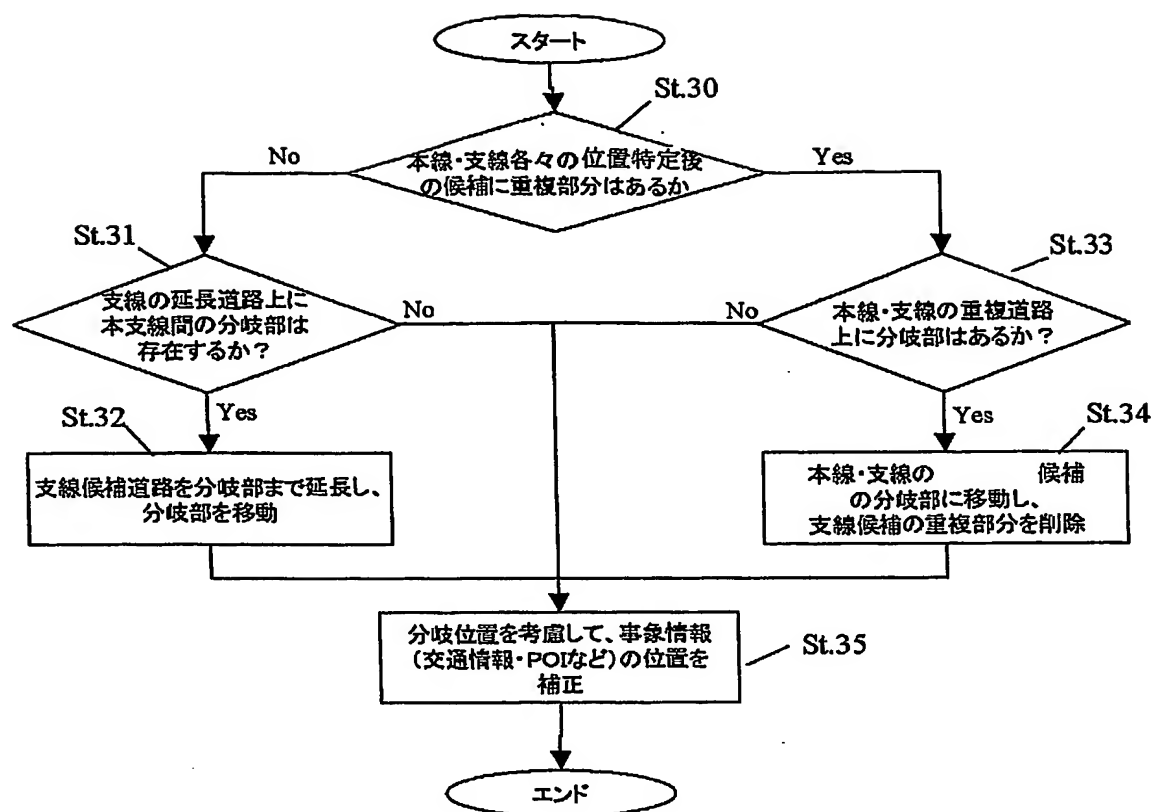 スタート
St.30
本線・支線各々の位置特定後
の候補に重複部分はあるか
No
Yes
St.31
支線の延長道路上に
本支線間の分岐部は
存在するか?
No
Yes
St.33
本線・支線の重複道路
上に分岐部はあるか?
No
Yes
St.32
支線候補道路を分岐部まで延長し、
分岐部を移動
St.34
本線・支線の 候補
の分岐部に移動し、
支線候補の重複部分を削除
分岐位置を考慮して、事象情報
(交通情報・POIなど)の位置を
補正
St.35
エンド